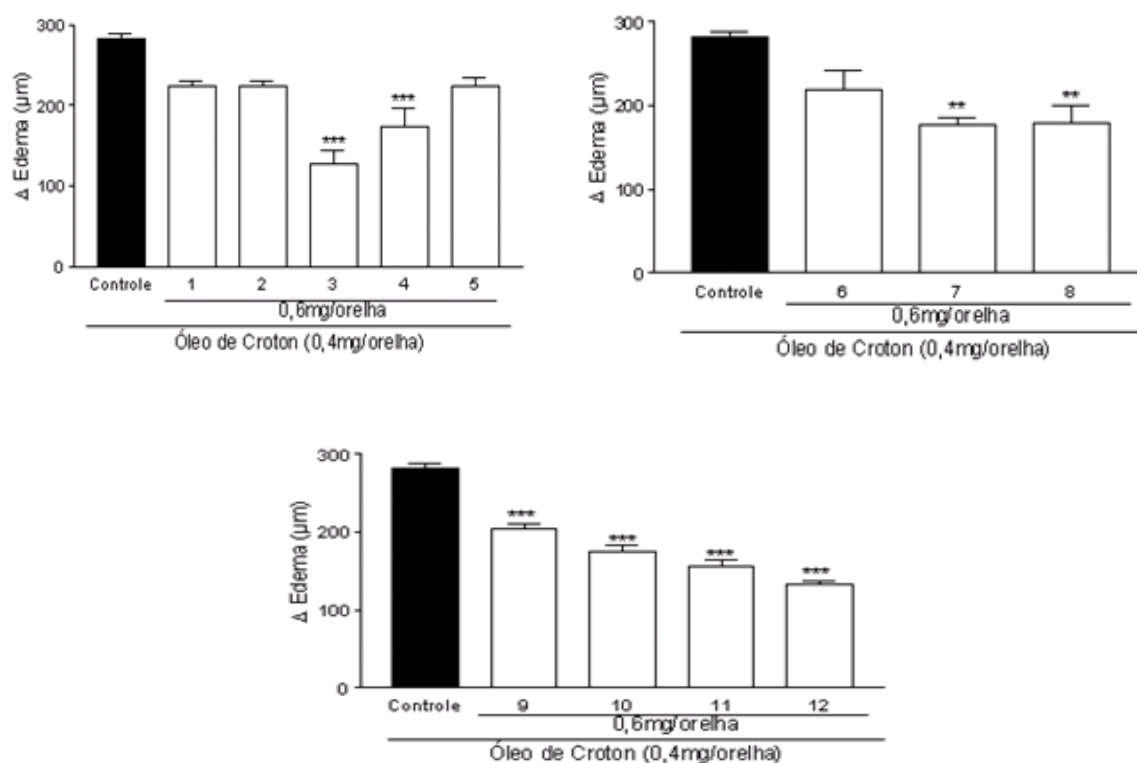 300
200
100
0
Δ Edema (µm)
***
***
Controle 1 2 3 4 5
0,6mg/orelha
Óleo de Croton (0,4mg/orelha)
300
200
100
0
Δ Edema (µm)
**
**
Controle 6 7 8
0,6mg/orelha
Óleo de Croton (0,4mg/orelha)
300
200
100
0
Δ Edema (µm)
***
***
***
***
Controle 9 10 11 12
0,6mg/orelha
Óleo de Croton (0,4mg/orelha)